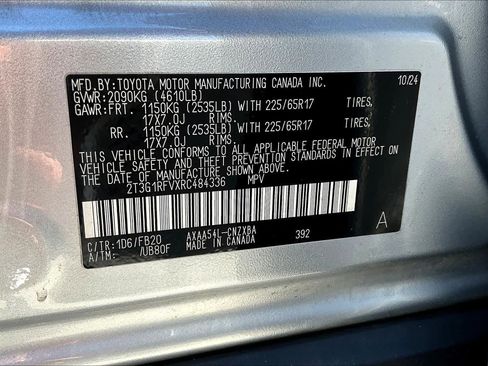 MFD.BY:TOYOTA MOTOR MANUFACTURING CANADA INC. 10/24
GVWR:2090KG (4610LB)
GAWR:FRT. 1150KG (2535LB) WITH 225/65R17 TIRES.
17X7.0J RIMS.
RR. 1150KG (2535LB) WITH 225/65R17 TIRES.
17X7.0J RIMS.
THIS VEHICLE CONFORMS TO ALL APPLICABLE FEDERAL MOTOR
VEHICLE SAFETY AND THEFT PREVENTION STANDARDS IN EFFECT
ON THE DATE OF MANUFACTURE SHOWN ABOVE.
2T3G1RFVXRC484336 MPV
C/TR:1D6/FB20 AXAA54L-CNZXBA 392 A
A/TM: /UB80F MADE IN CANADA